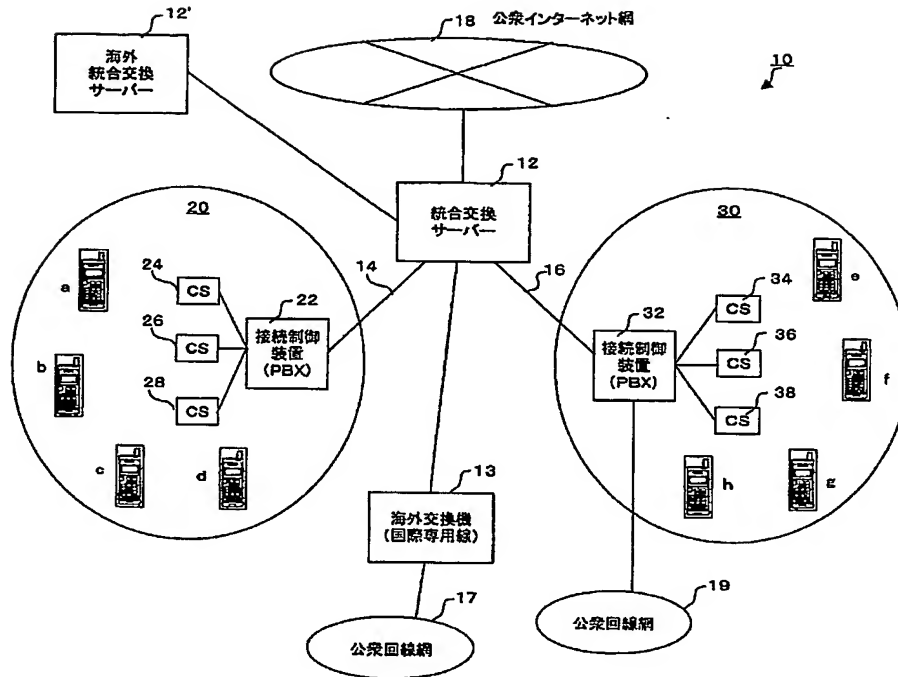 18
公衆インターネット網
12'
海外
統合交換
サーバー
10
12
統合交換
サーバー
20
30
14
16
a
24
CS
22
接続制御
装置
(PBX)
26
CS
b
28
CS
c
d
32
接続制御
装置
(PBX)
34
CS
36
CS
38
CS
e
f
h
g
13
海外交換機
(国際専用線)
17
公衆回線網
19
公衆回線網